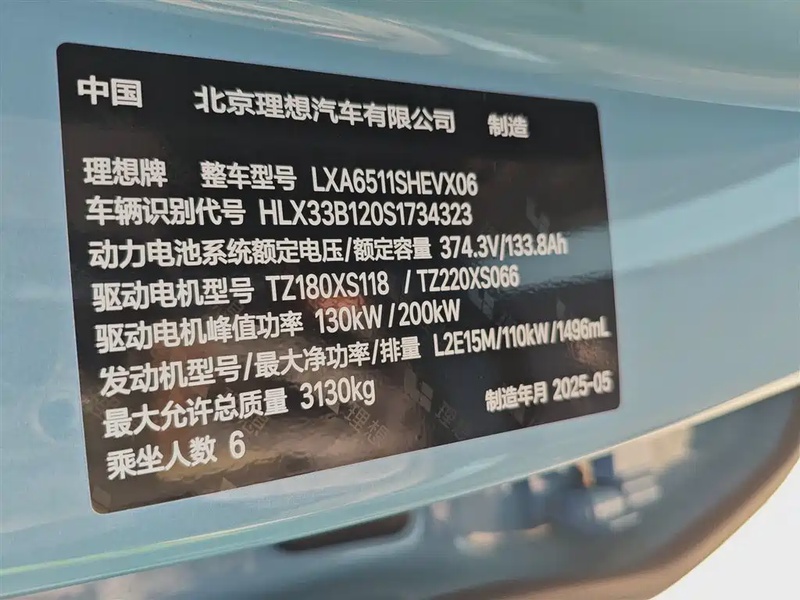 中国 北京理想汽车有限公司 制造
理想牌 整车型号 LXA6511SHEVX06
车辆识别代号 HLX33B120S1734323
动力电池系统额定电压/额定容量 374.3V/133.8Ah
驱动电机型号 TZ180XS118 / TZ220XS066
驱动电机峰值功率 130kW/200kW
发动机型号/最大净功率/排量 L2E15M/110kW/1496mL
最大允许总质量 3130kg 制造年月 2025-05
乘坐人数 6